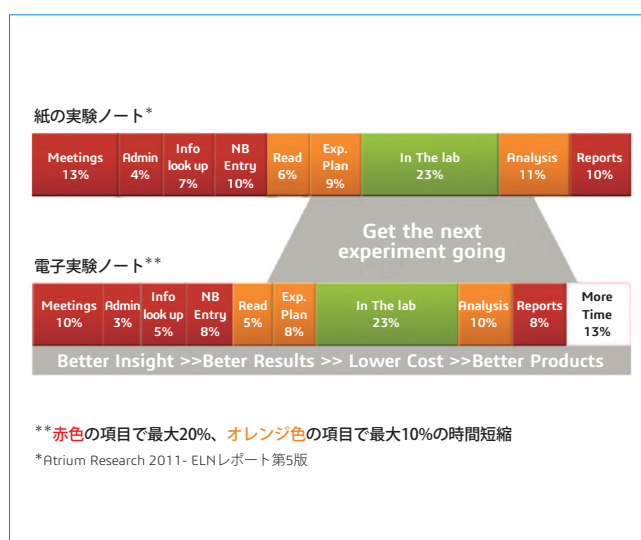 紙の実験ノート*
Meetings 13%
Admin 4%
Info look up 7%
NB Entry 10%
Read 6%
Exp. Plan 9%
In The lab 23%
Analysis 11%
Reports 10%
Get the next
experiment going
電子実験ノート**
Meetings 10%
Admin 3%
Info look up 5%
NB Entry 8%
Read 5%
Exp. Plan 8%
In The lab 23%
Analysis 10%
Reports 8%
More Time 13%
Better Insight >>Beter Results >> Lower Cost >>Better Products
**赤色の項目で最大20%、オレンジ色の項目で最大10%の時間短縮
*Atrium Research 2011- ELNレポート第5版